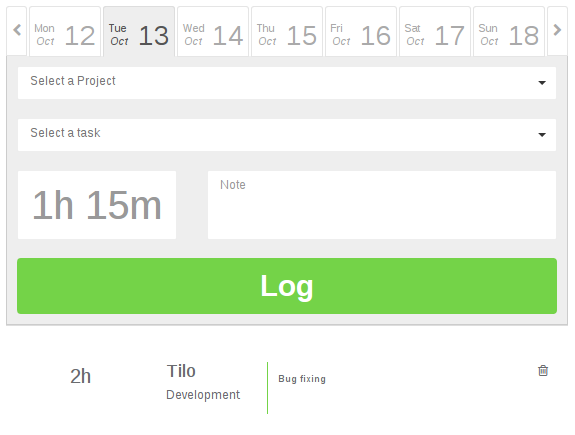 Mon Oct 12 Tue Oct 13 Wed Oct 14 Thu Oct 15 Fri Oct 16 Sat Oct 17 Sun Oct 18
Select a Project
Select a task
1h 15m Note
Log
2h Tilo Bug fixing
Development